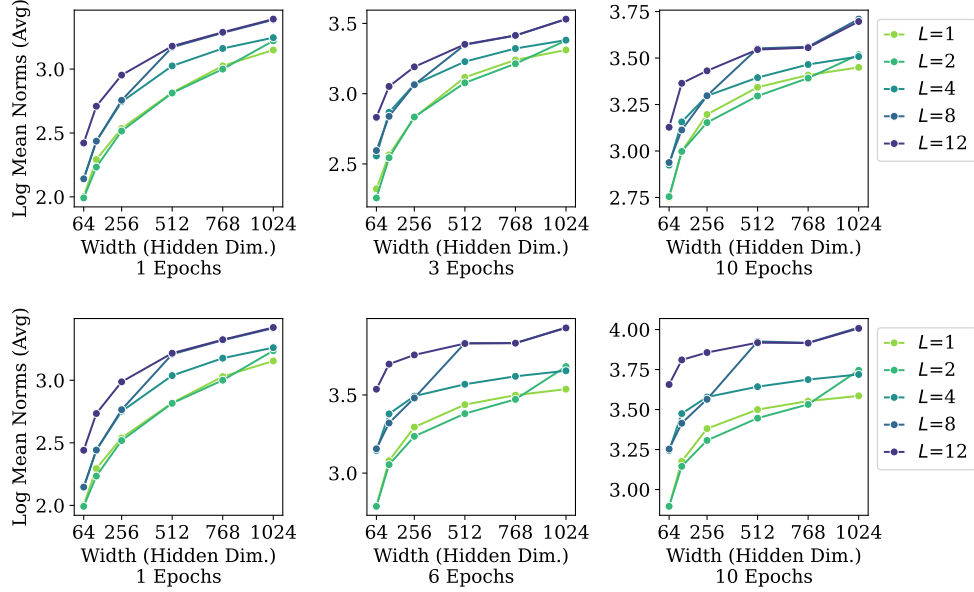 Log Mean Norms (Avg)
3.0
2.5
2.0
64 256 512 768 1024
Width (Hidden Dim.)
1 Epochs
3.5
3.0
2.5
64 256 512 768 1024
Width (Hidden Dim.)
3 Epochs
3.75
3.50
3.25
3.00
2.75
64 256 512 768 1024
Width (Hidden Dim.)
10 Epochs
L=1
L=2
L=4
L=8
L=12
Log Mean Norms (Avg)
3.0
2.5
2.0
64 256 512 768 1024
Width (Hidden Dim.)
1 Epochs
3.5
3.0
64 256 512 768 1024
Width (Hidden Dim.)
6 Epochs
4.00
3.75
3.50
3.25
3.00
64 256 512 768 1024
Width (Hidden Dim.)
10 Epochs
L=1
L=2
L=4
L=8
L=12